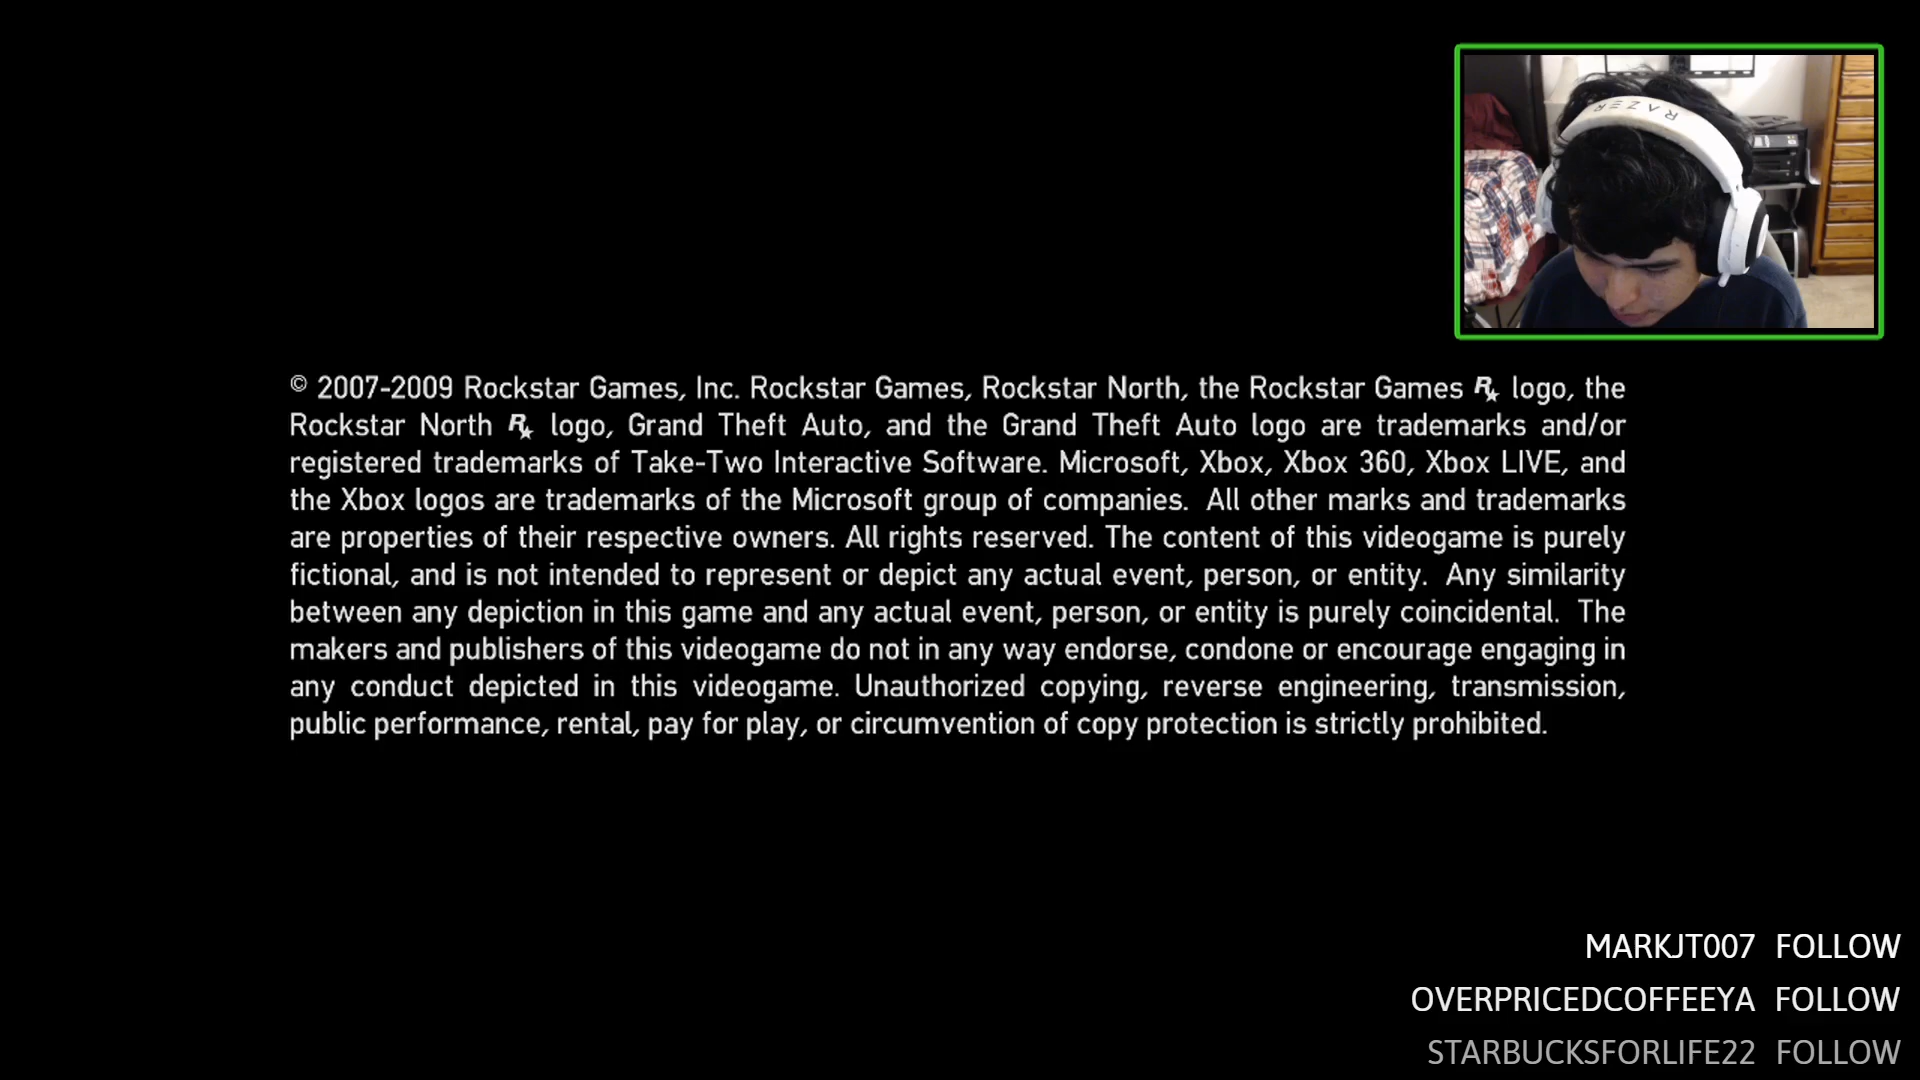 RAZER
© 2007-2009 Rockstar Games, Inc. Rockstar Games, Rockstar North, the Rockstar Games R★ logo, the
Rockstar North R★ logo, Grand Theft Auto, and the Grand Theft Auto logo are trademarks and/or
registered trademarks of Take-Two Interactive Software. Microsoft, Xbox, Xbox 360, Xbox LIVE, and
the Xbox logos are trademarks of the Microsoft group of companies. All other marks and trademarks
are properties of their respective owners. All rights reserved. The content of this videogame is purely
fictional, and is not intended to represent or depict any actual event, person, or entity. Any similarity
between any depiction in this game and any actual event, person, or entity is purely coincidental. The
makers and publishers of this videogame do not in any way endorse, condone or encourage engaging in
any conduct depicted in this videogame. Unauthorized copying, reverse engineering, transmission,
public performance, rental, pay for play, or circumvention of copy protection is strictly prohibited.
MARKJT007 FOLLOW
OVERPRICEDCOFFEEYA FOLLOW
STARBUCKSFORLIFE22 FOLLOW